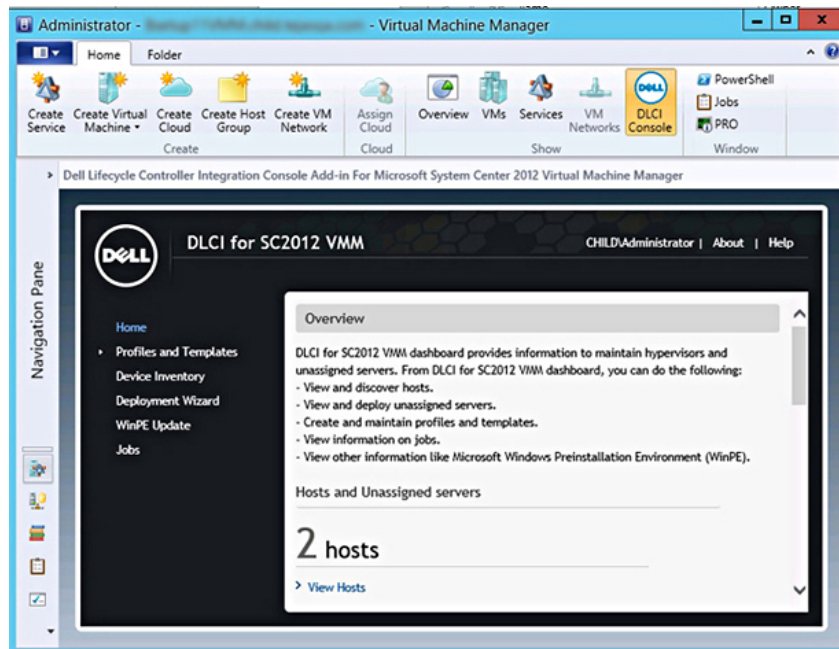 Administrator -
- Virtual Machine Manager
Home Folder
Create Service
Create Virtual Machine
Create Cloud
Create Host Group
Create VM Network
Assign Cloud
Overview
VMs
Services
VM Networks
DELL
DLCI Console
PowerShell
Jobs
PRO
Create
Cloud
Show
Window
Dell Lifecycle Controller Integration Console Add-in For Microsoft System Center 2012 Virtual Machine Manager
Navigation Pane
DELL
DLCI for SC2012 VMM
CHILD\Administrator | About | Help
Home
Profiles and Templates
Device Inventory
Deployment Wizard
WinPE Update
Jobs
Overview
DLCI for SC2012 VMM dashboard provides information to maintain hypervisors and
unassigned servers. From DLCI for SC2012 VMM dashboard, you can do the following:
- View and discover hosts.
- View and deploy unassigned servers.
- Create and maintain profiles and templates.
- View information on jobs.
- View other information like Microsoft Windows Preinstallation Environment (WinPE).
Hosts and Unassigned servers
2 hosts
View Hosts